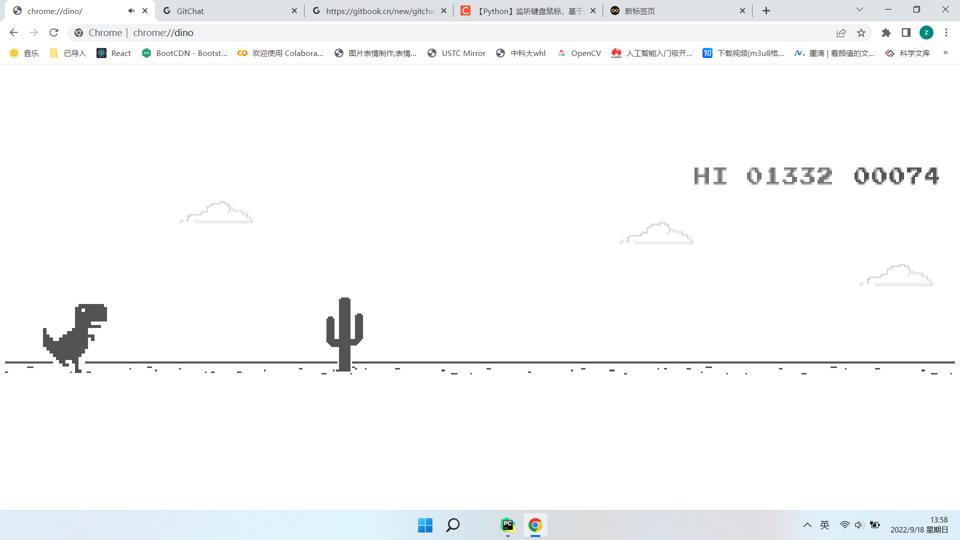 chrome://dino/
GitChat
https://gitbook.cn/new/gitcha
【Python】监听键盘鼠标,基于
新标签页
Chrome | chrome://dino
音乐
已导入
React
BootCDN - Bootst...
欢迎使用 Colabora...
图片表情制作,表情...
USTC Mirror
中科大whl
OpenCV
人工智能入门极开...
下载视频(m3u8格...
墨滴 | 看颜值的文...
科学文库
HI 01332 00074
英
13:58
2022/9/18 星期日